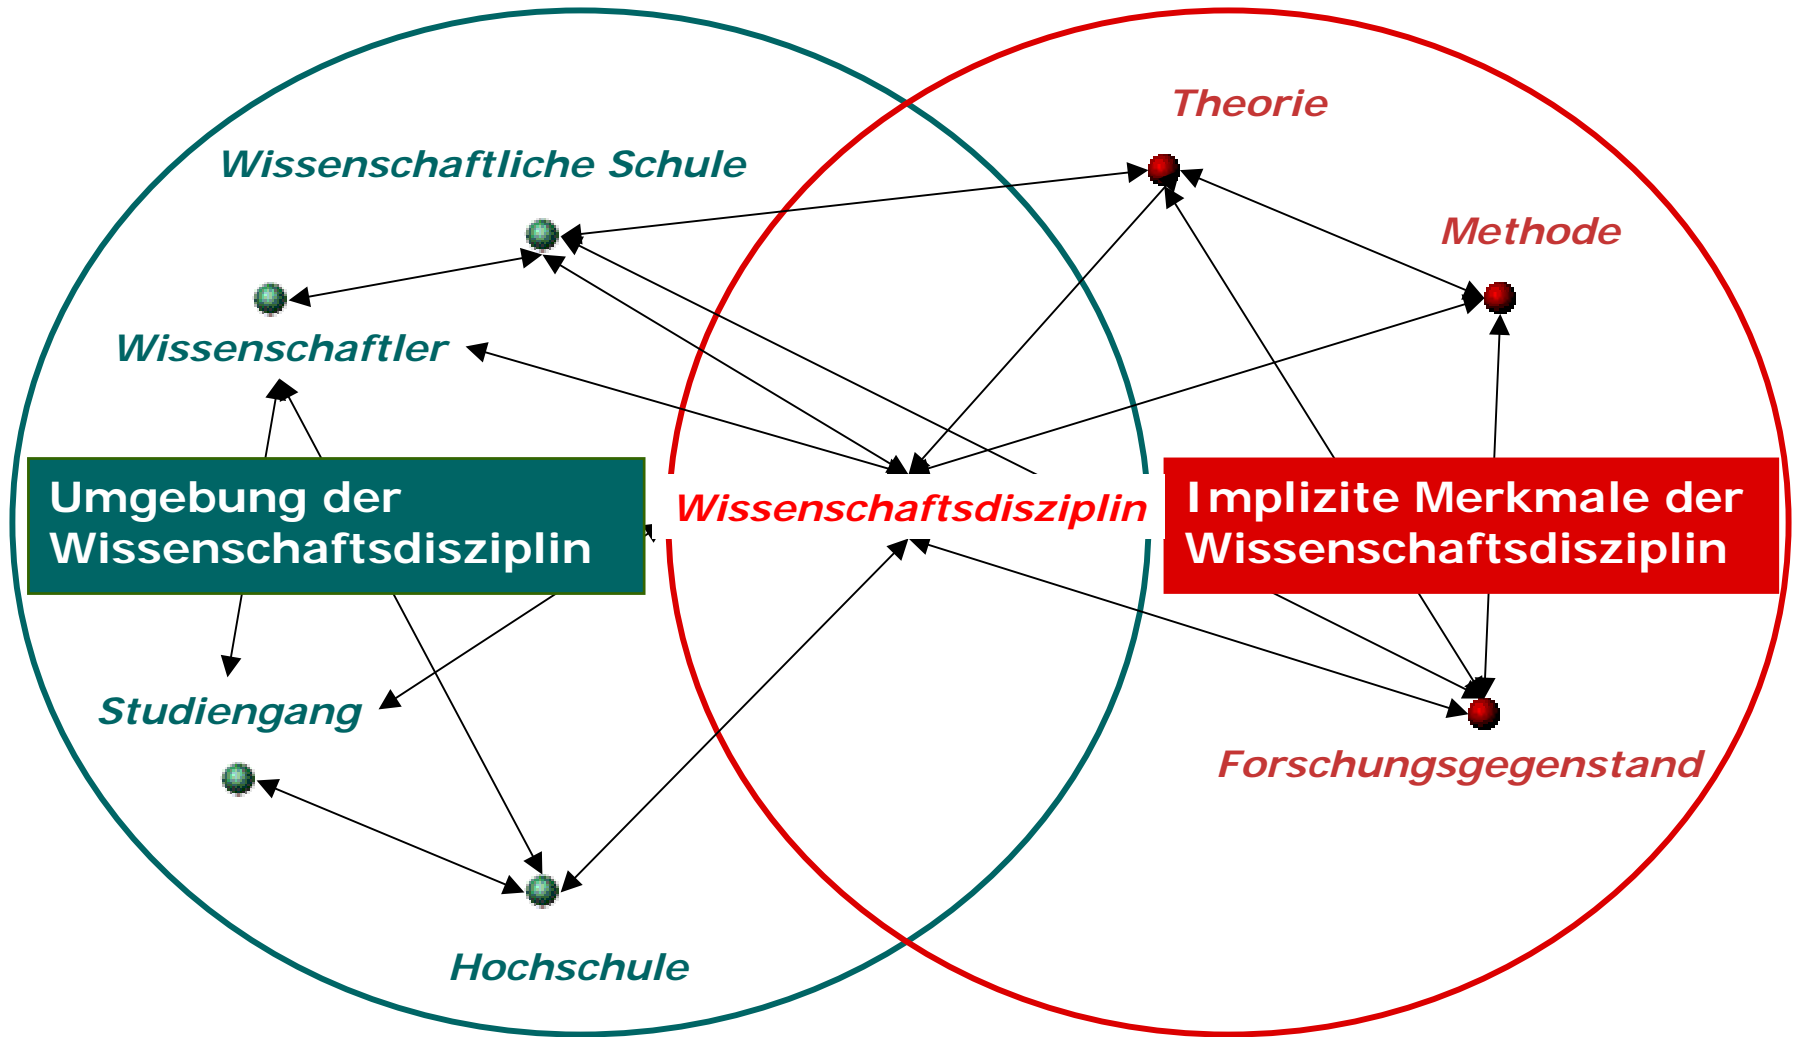 Theorie
Wissenschaftliche Schule
Methode
Wissenschaftler
Umgebung der
Wissenschaftsdisziplin
Wissenschaftsdisziplin
Implizite Merkmale der
Wissenschaftsdisziplin
Studiengang
Forschungsgegenstand
Hochschule